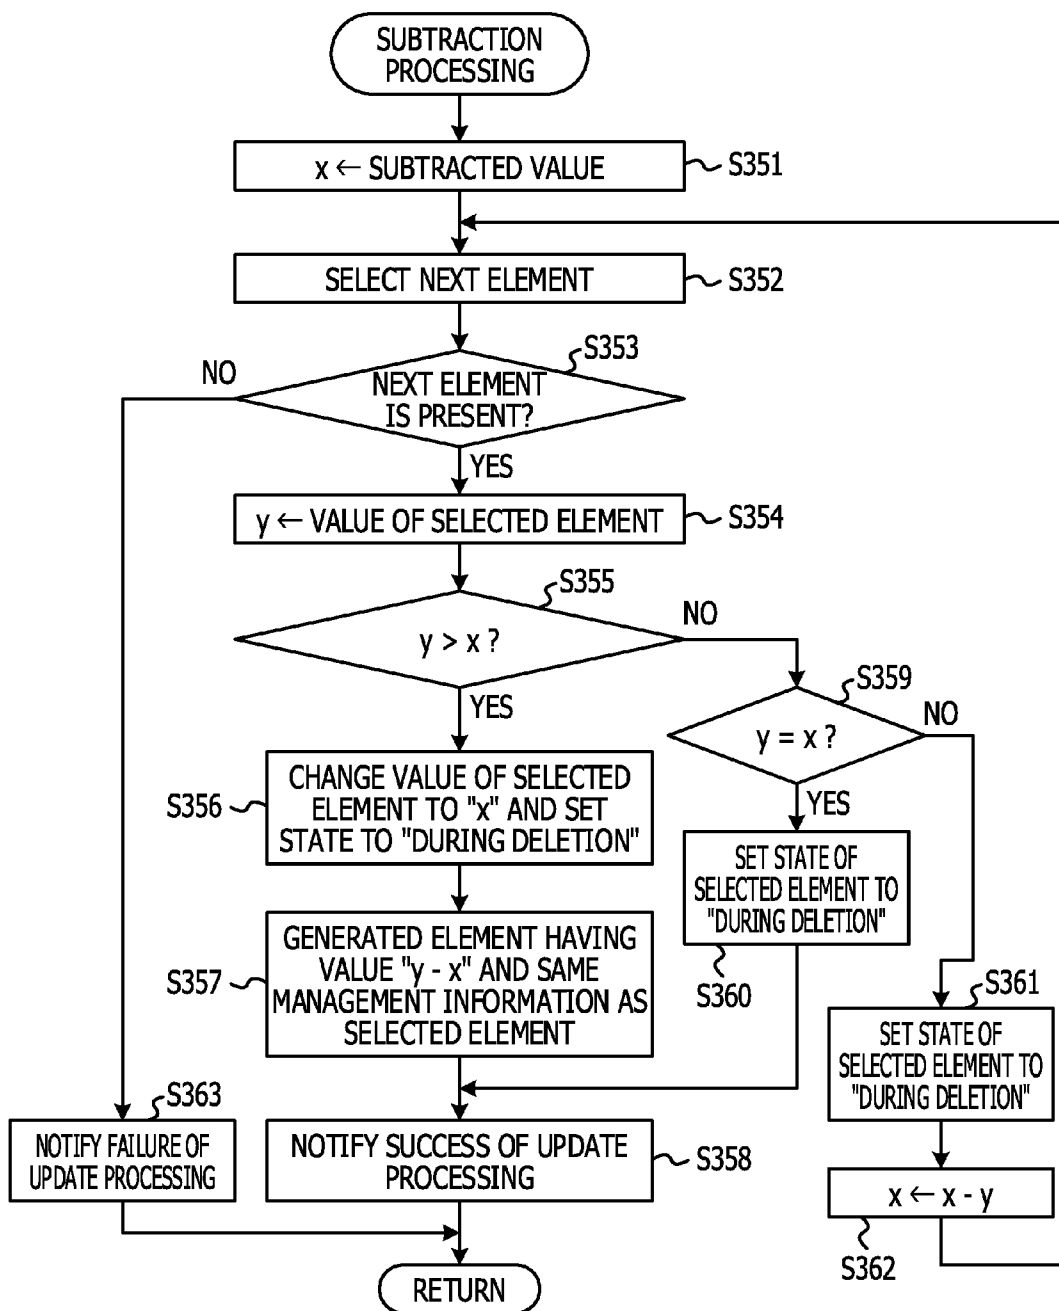 SUBTRACTION
PROCESSING
x ← SUBTRACTED VALUE
S351
SELECT NEXT ELEMENT
S352
S353
NO
NEXT ELEMENT
IS PRESENT?
YES
y ← VALUE OF SELECTED ELEMENT
S354
S355
NO
y > x ?
YES
S359
NO
y = x ?
YES
S356
CHANGE VALUE OF SELECTED
ELEMENT TO "x" AND SET
STATE TO "DURING DELETION"
SET STATE OF
SELECTED ELEMENT TO
"DURING DELETION"
S360
S357
GENERATED ELEMENT HAVING
VALUE "y - x" AND SAME
MANAGEMENT INFORMATION AS
SELECTED ELEMENT
S361
SET STATE OF
SELECTED ELEMENT TO
"DURING DELETION"
S363
NOTIFY FAILURE OF
UPDATE PROCESSING
NOTIFY SUCCESS OF UPDATE
PROCESSING
S358
x ← x - y
S362
RETURN